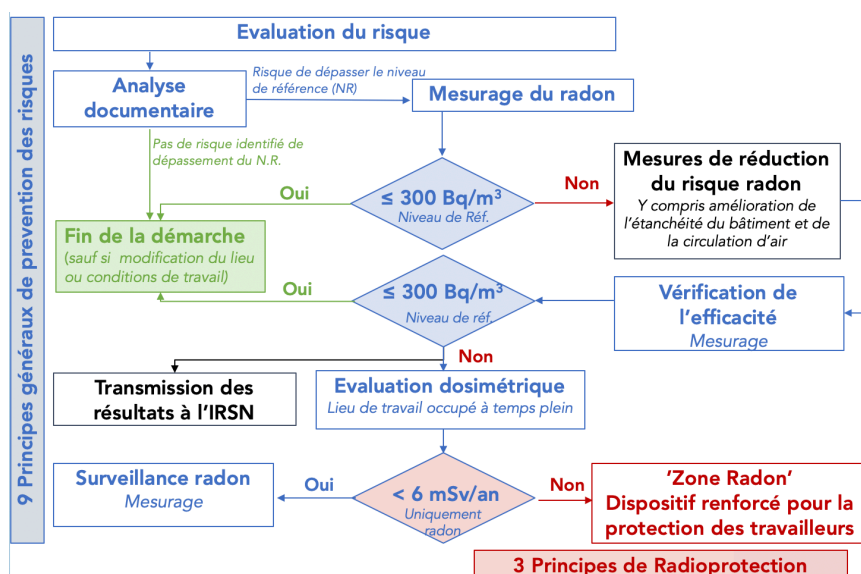 9 Principes généraux de prevention des risques
Evaluation du risque
Analyse
documentaire
Risque de dépasser le niveau
de référence (NR)
Mesurage du radon
Pas de risque identifié de
dépassement du N.R.
≤ 300 Bq/m³
Niveau de Réf.
Oui
Non
Mesures de réduction
du risque radon
Y compris amélioration de
l'étanchéité du bâtiment et de
la circulation d'air
Fin de la démarche
(sauf si modification du lieu
ou conditions de travail)
≤ 300 Bq/m³
Niveau de réf.
Oui
Vérification de
l'efficacité
Mesurage
Non
Transmission des
résultats à l'IRSN
Evaluation dosimétrique
Lieu de travail occupé à temps plein
Surveillance radon
Mesurage
Oui
< 6 mSv/an
Uniquement
radon
Non
'Zone Radon'
Dispositif renforcé pour la
protection des travailleurs
3 Principes de Radioprotection